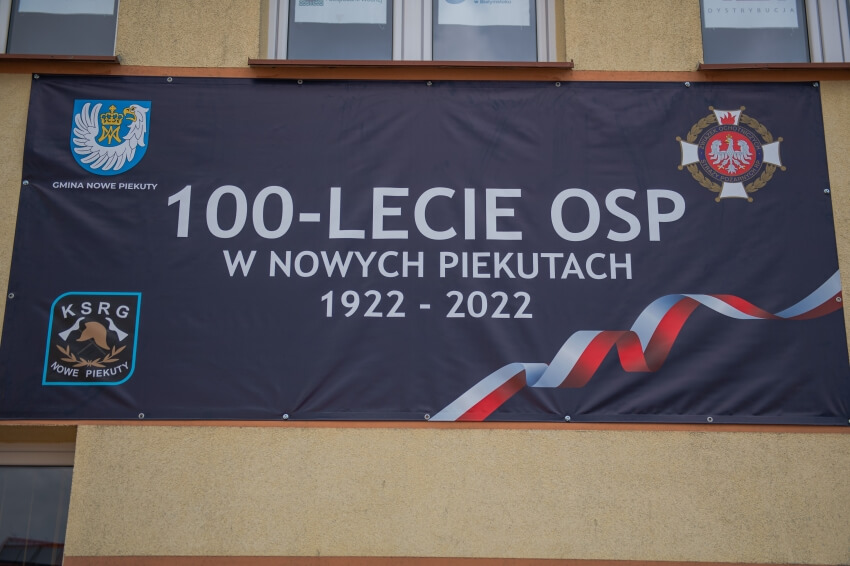 DYSTRYBUCJA
GMINA NOWE PIEKUTY
100-LECIE OSP
W NOWYCH PIEKUTACH
1922 - 2022
KSRG
NOWE PIEKUTY